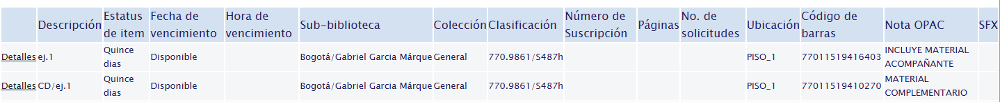 Descripción Estatus de item Fecha de vencimiento Hora de vencimiento Sub-biblioteca Colección Clasificación Número de Suscripción Páginas No. de solicitudes Ubicación Código de barras Nota OPAC SFX
Detalles ej.1 Quince dias Disponible Bogotá/Gabriel Garcia Márque General 770.9861/S487h PISO_1 77011519416403 INCLUYE MATERIAL ACOMPAÑANTE
Detalles CD/ej.1 Quince dias Disponible Bogotá/Gabriel Garcia Márque General 770.9861/S487h PISO_1 77011519410270 MATERIAL COMPLEMENTARIO